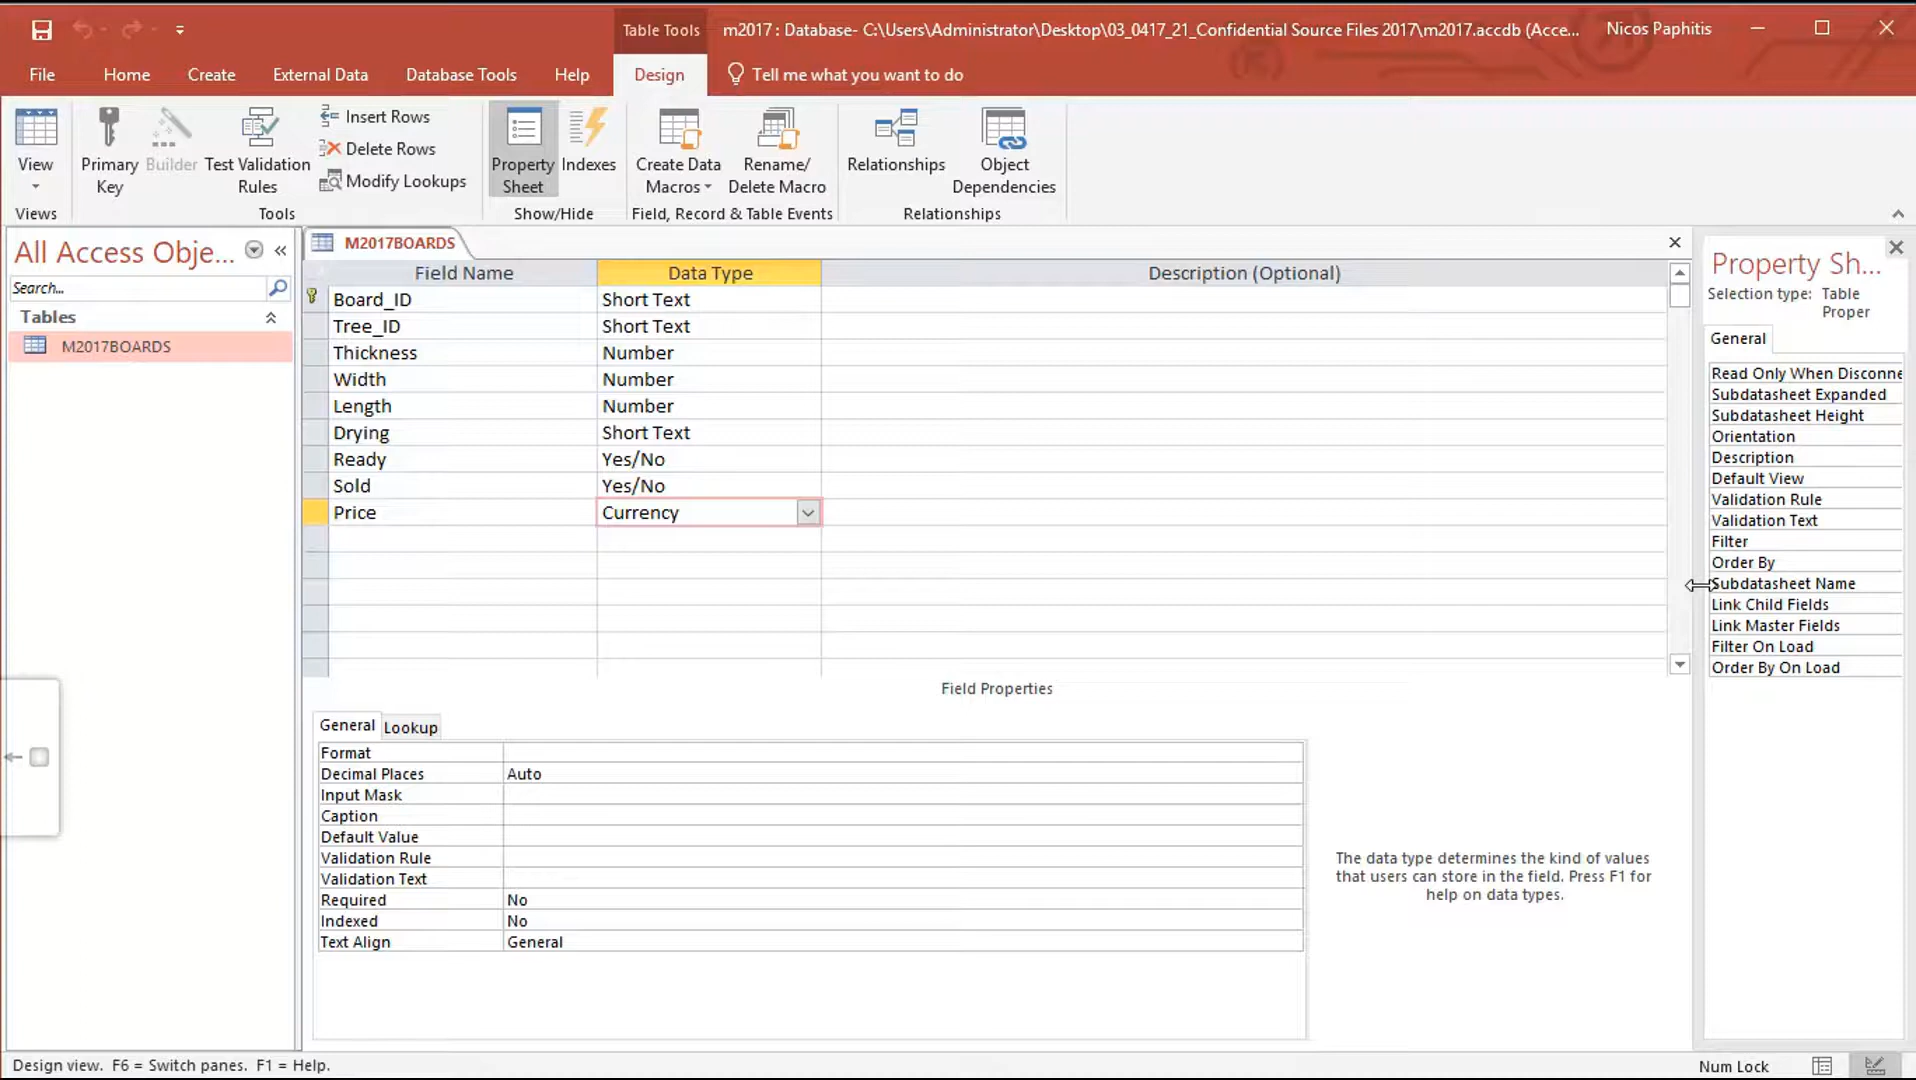 Table Tools
m2017 : Database- C:\Users\Administrator\Desktop\03_0417_21_Confidential Source Files 2017\m2017.accdb (Acce...
Nicos Paphitis
File
Home
Create
External Data
Database Tools
Help
Design
Tell me what you want to do
View
Primary
Key
Builder
Test Validation
Rules
Insert Rows
Delete Rows
Modify Lookups
Property
Sheet
Indexes
Create Data
Macros
Rename/
Delete Macro
Relationships
Object
Dependencies
Views
Tools
Show/Hide
Field, Record & Table Events
Relationships
All Access Obje...
Search...
Tables
M2017BOARDS
M2017BOARDS
Field Name
Data Type
Description (Optional)
Board_ID
Short Text
Tree_ID
Short Text
Thickness
Number
Width
Number
Length
Number
Drying
Short Text
Ready
Yes/No
Sold
Yes/No
Price
Currency
Field Properties
General
Lookup
Format
Decimal Places
Auto
Input Mask
Caption
Default Value
Validation Rule
Validation Text
Required
No
Indexed
No
Text Align
General
The data type determines the kind of values
that users can store in the field. Press F1 for
help on data types.
Property Sh...
Selection type: Table
Proper
General
Read Only When Disconne
Subdatasheet Expanded
Subdatasheet Height
Orientation
Description
Default View
Validation Rule
Validation Text
Filter
Order By
Subdatasheet Name
Link Child Fields
Link Master Fields
Filter On Load
Order By On Load
Design view. F6 = Switch panes. F1 = Help.
Num Lock